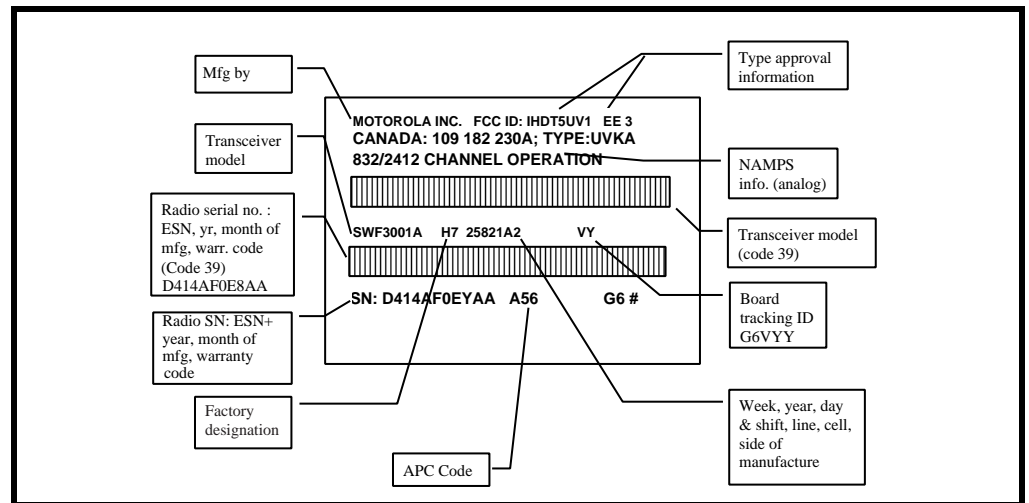 Mfg by
Type approval
information
MOTOROLA INC. FCC ID: IHDT5UV1 EE 3
CANADA: 109 182 230A; TYPE:UVKA
832/2412 CHANNEL OPERATION
Transceiver
model
NAMPS
info. (analog)
Radio serial no. :
ESN, yr, month of
mfg, warr. code
(Code 39)
D414AF0E8AA
SWF3001A H7 25821A2 VY
Transceiver model
(code 39)
SN: D414AF0EYAA A56 G6 #
Board
tracking ID
G6VYY
Radio SN: ESN+
year, month of
mfg, warranty
code
Factory
designation
Week, year, day
& shift, line, cell,
side of
manufacture
APC Code